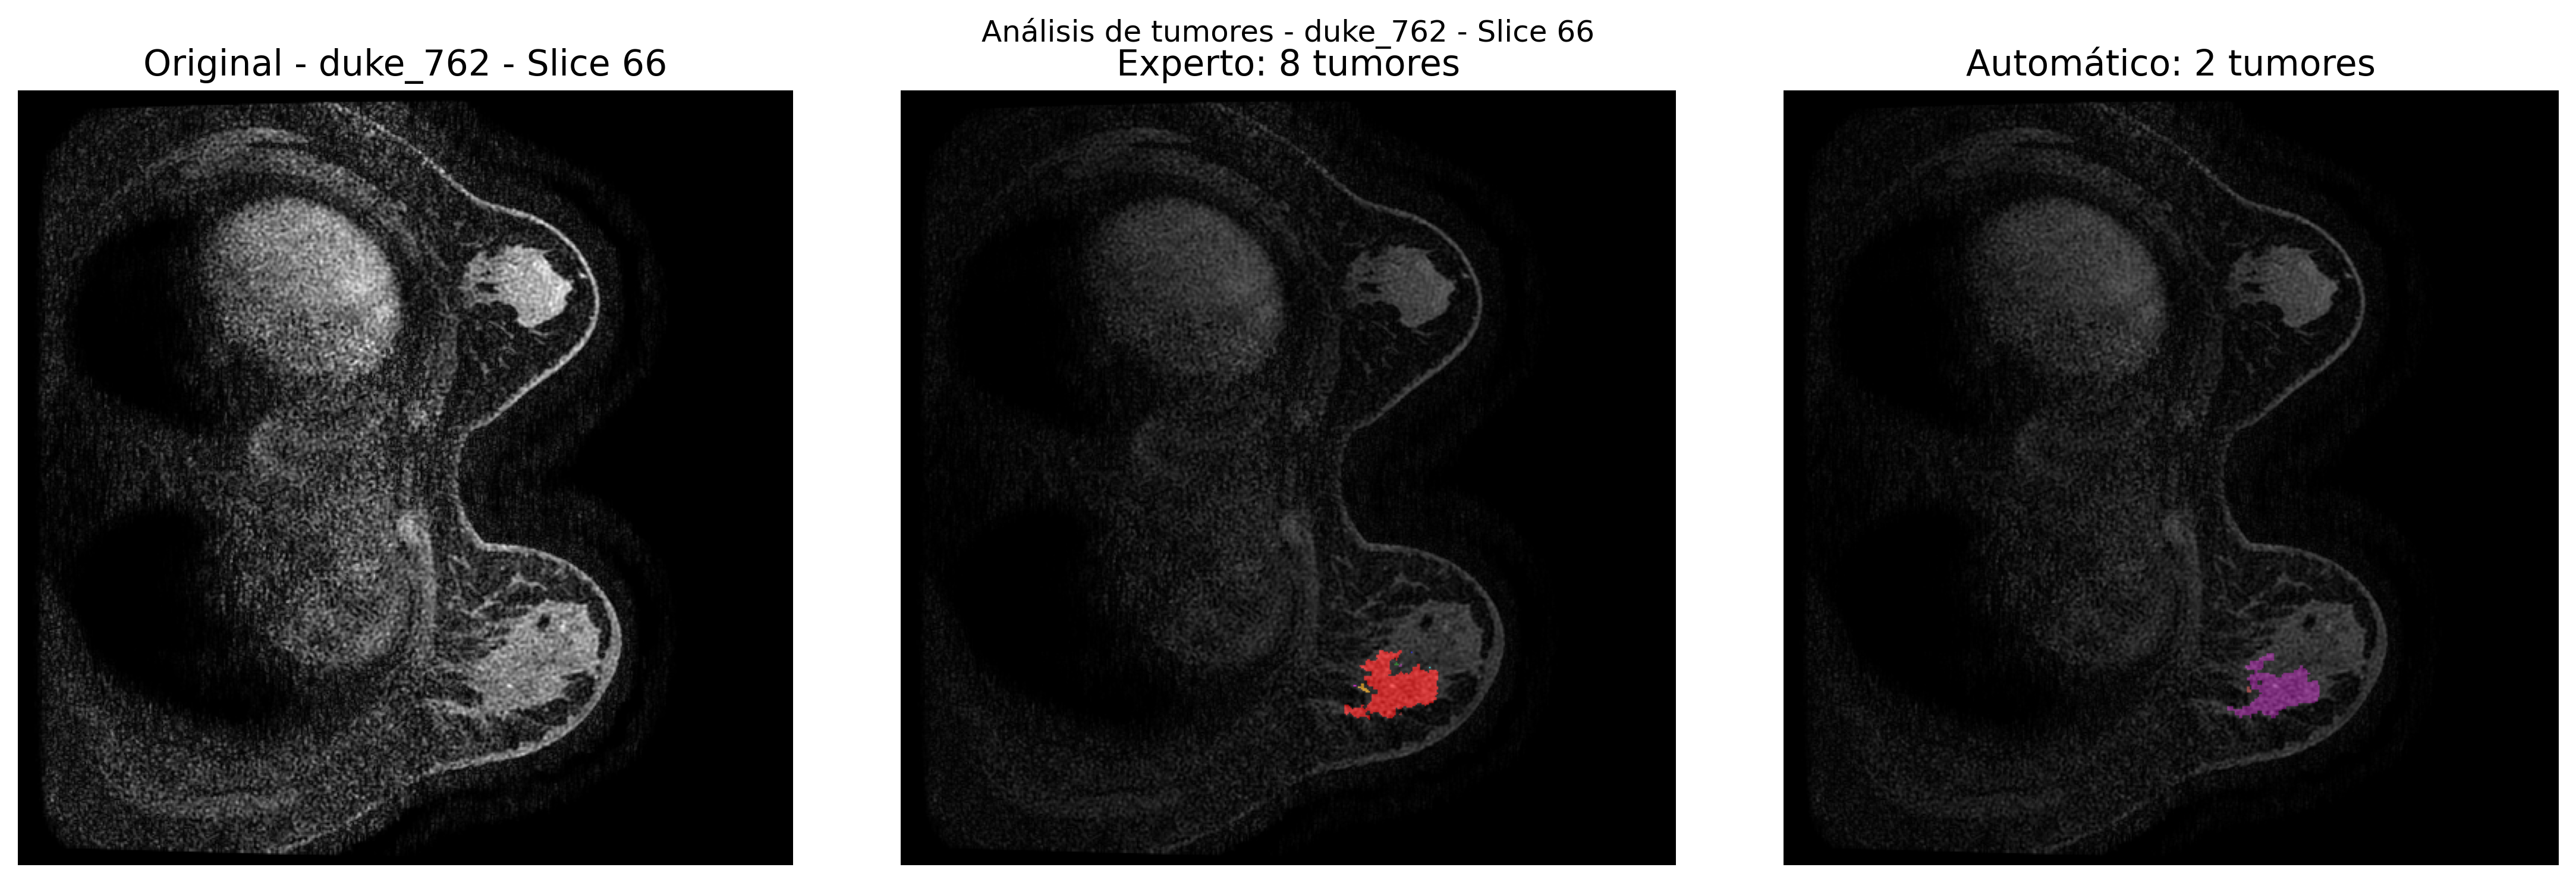 Análisis de tumores - duke_762 - Slice 66
Original - duke_762 - Slice 66
Experto: 8 tumores
Automático: 2 tumores